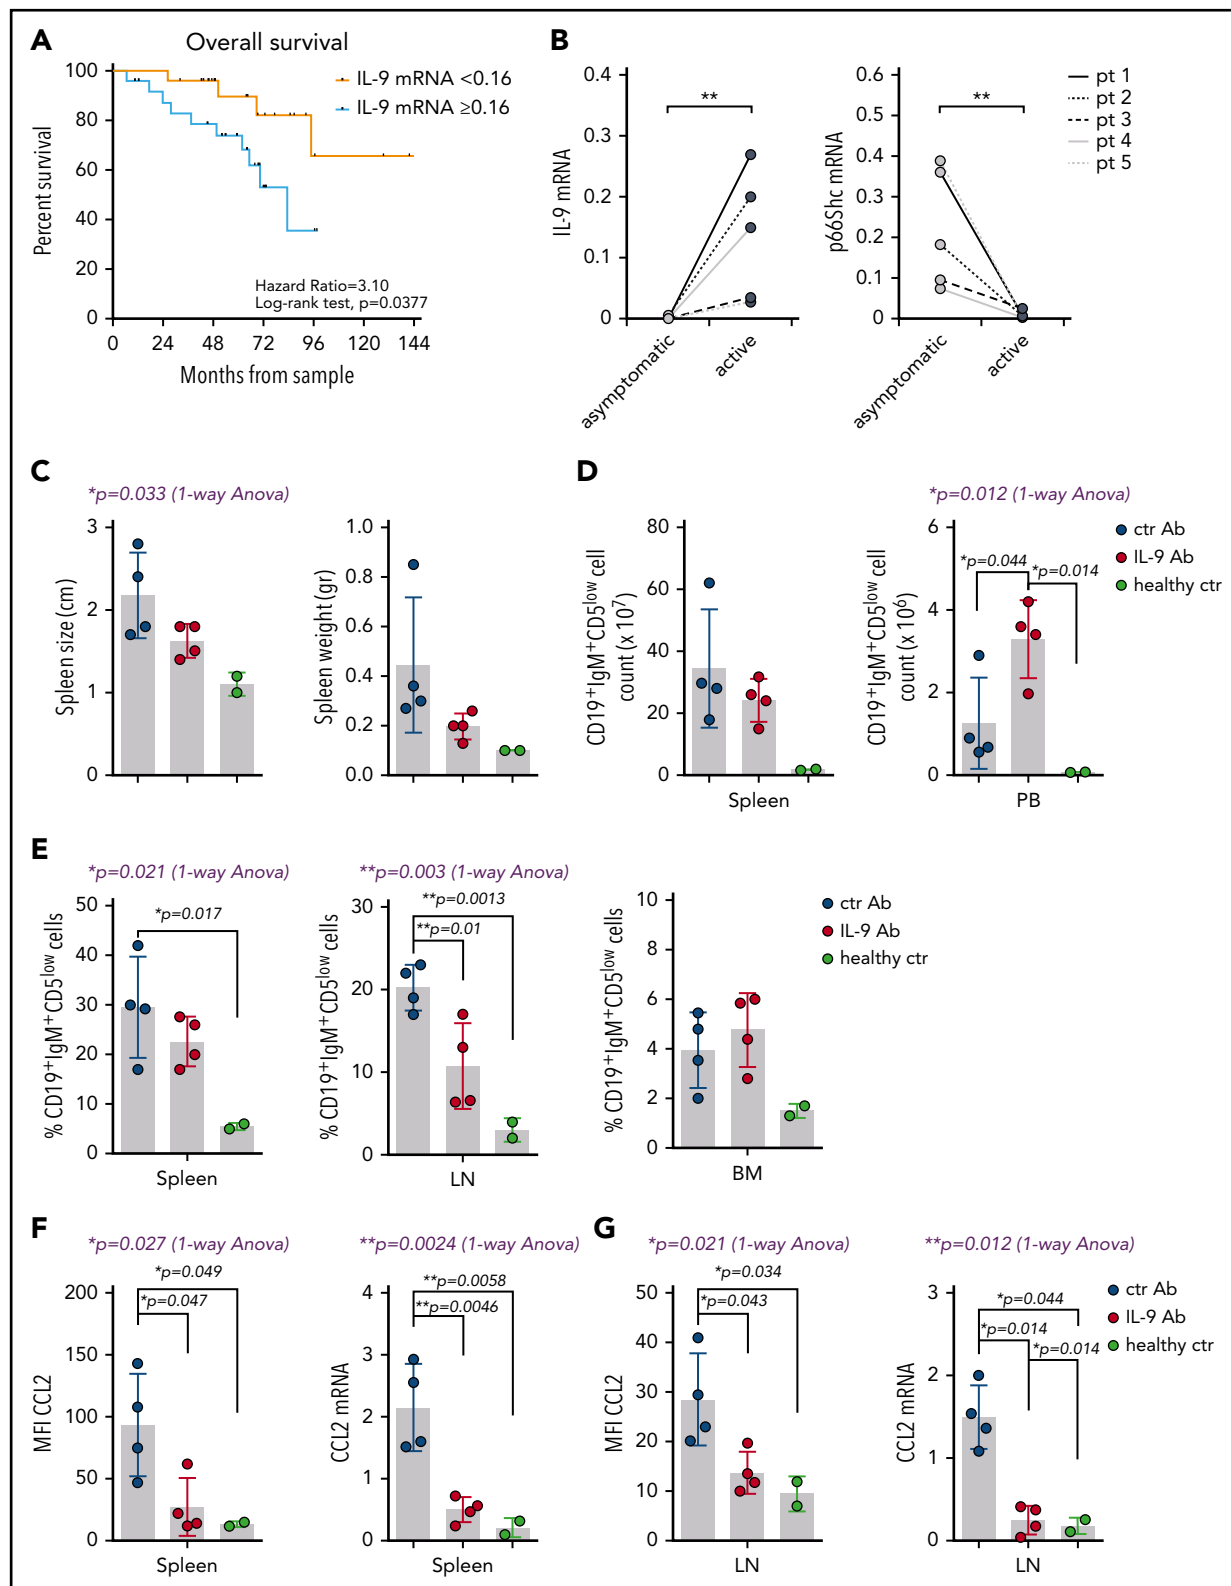 A
Overall survival
IL-9 mRNA <0.16
IL-9 mRNA ≥0.16
Percent survival
100
80
60
40
20
0
Hazard Ratio=3.10
Log-rank test, p=0.0377
0 24 48 72 96 120 144
Months from sample
B
IL-9 mRNA
0.4
0.3
0.2
0.1
0
**
asymptomatic
active
p66Shc mRNA
0.6
0.5
0.4
0.3
0.2
0.1
0
**
asymptomatic
active
pt 1
pt 2
pt 3
pt 4
pt 5
C
*p=0.033 (1-way Anova)
Spleen size (cm)
3
2
1
0
Spleen weight (gr)
1.0
0.8
0.6
0.4
0.2
0.0
D
CD19+IgM+CD5low cell
count (x 10⁷)
80
60
40
20
0
Spleen
*p=0.012 (1-way Anova)
CD19+IgM+CD5low cell
count (x 10⁶)
6
4
2
0
*p=0.044
*p=0.014
PB
ctr Ab
IL-9 Ab
healthy ctr
E
*p=0.021 (1-way Anova)
% CD19+IgM+CD5low cells
50
40
30
20
10
0
*p=0.017
Spleen
**p=0.003 (1-way Anova)
% CD19+IgM+CD5low cells
30
20
10
0
**p=0.0013
**p=0.01
LN
% CD19+IgM+CD5low cells
10
8
6
4
2
0
BM
ctr Ab
IL-9 Ab
healthy ctr
F
*p=0.027 (1-way Anova)
MFI CCL2
200
150
100
50
0
*p=0.049
*p=0.047
Spleen
**p=0.0024 (1-way Anova)
CCL2 mRNA
4
3
2
1
0
**p=0.0058
**p=0.0046
Spleen
G
*p=0.021 (1-way Anova)
MFI CCL2
50
40
30
20
10
0
*p=0.034
*p=0.043
LN
**p=0.012 (1-way Anova)
CCL2 mRNA
3
2
1
0
*p=0.044
*p=0.014
*p=0.014
LN
ctr Ab
IL-9 Ab
healthy ctr